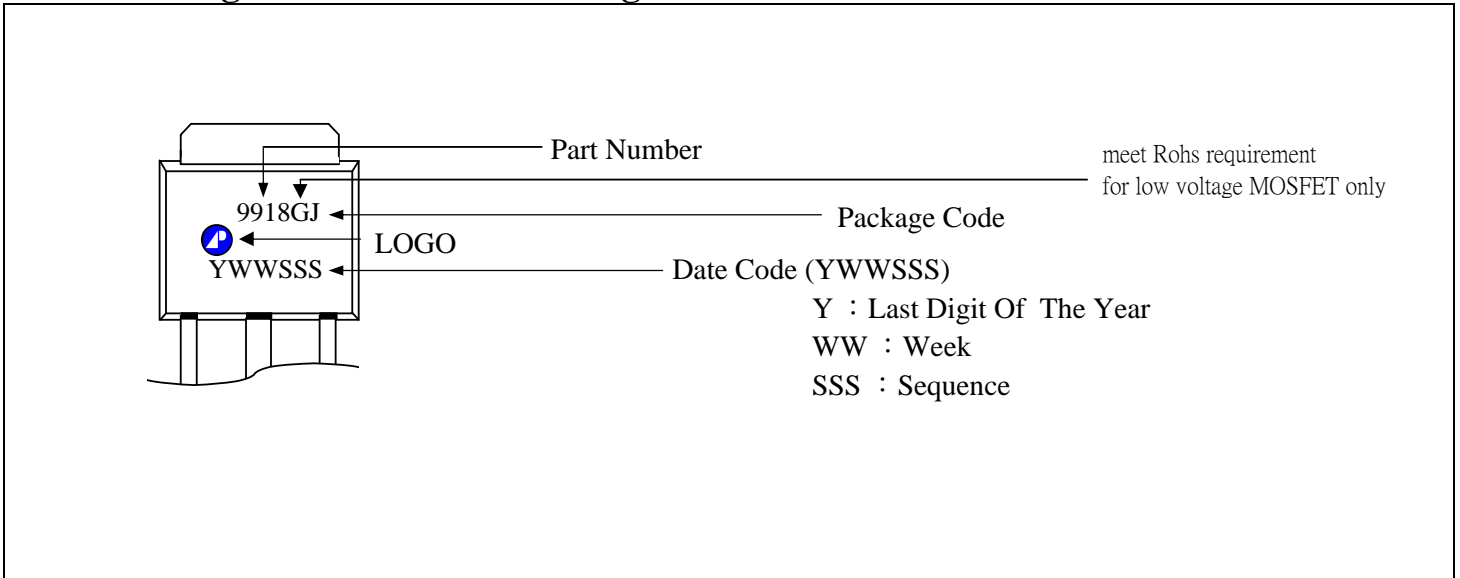 Part Number
meet Rohs requirement
for low voltage MOSFET only
9918GJ
Package Code
LOGO
YWWSSS
Date Code (YWWSSS)
Y : Last Digit Of The Year
WW : Week
SSS : Sequence